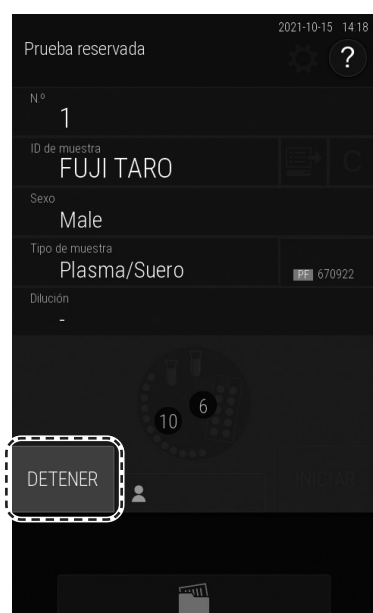 2021-10-15 14:18
Prueba reservada
?
N.º
1
ID de muestra
FUJI TARO
C
Sexo
Male
Tipo de muestra
Plasma/Suero
PF 670922
Dilución
-
6
10
DETENER
INICIAR